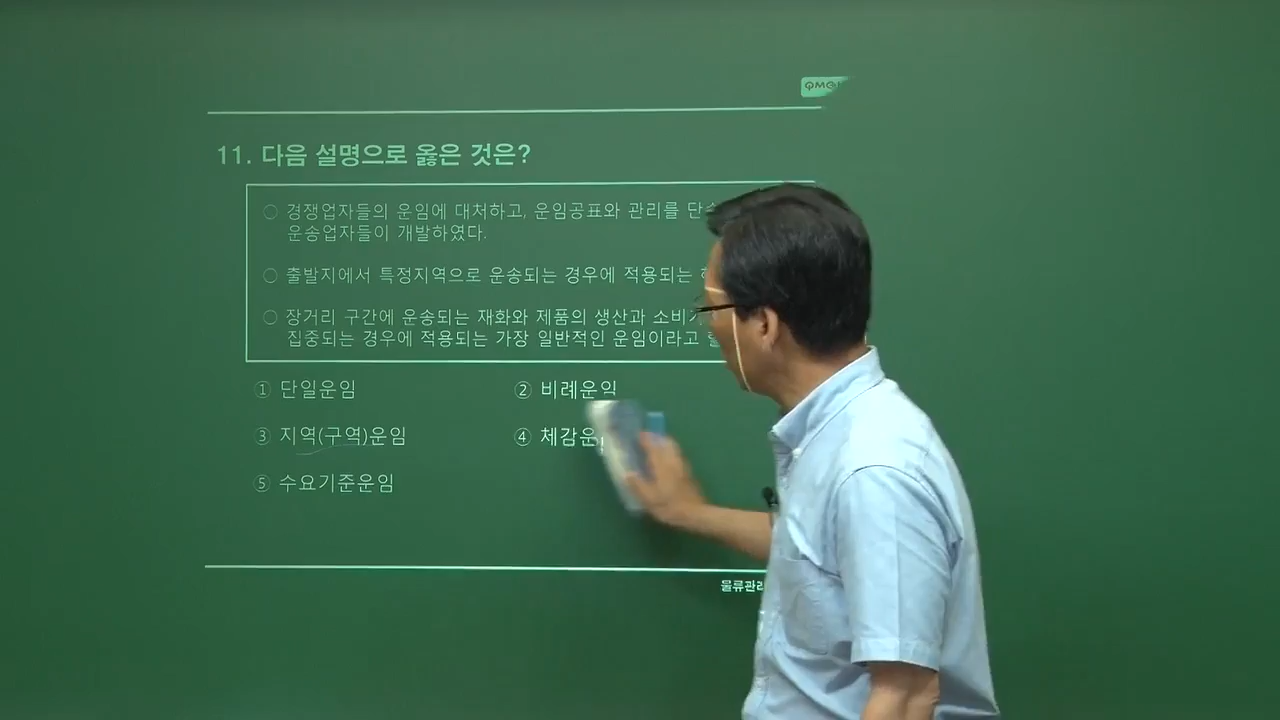 QMG
11. 다음 설명으로 옳은 것은?
○ 경쟁업자들의 운임에 대처하고, 운임공표와 관리를
운송업자들이 개발하였다.
○ 출발지에서 특정지역으로 운송되는 경우에 적용되는
○ 장거리 구간에 운송되는 재화와 제품의 생산과
집중되는 경우에 적용되는 가장 일반적인 운임이라고
① 단일운임
② 비례운임
③ 지역(구역)운임
④ 체감운
⑤ 수요기준운임
물류관리